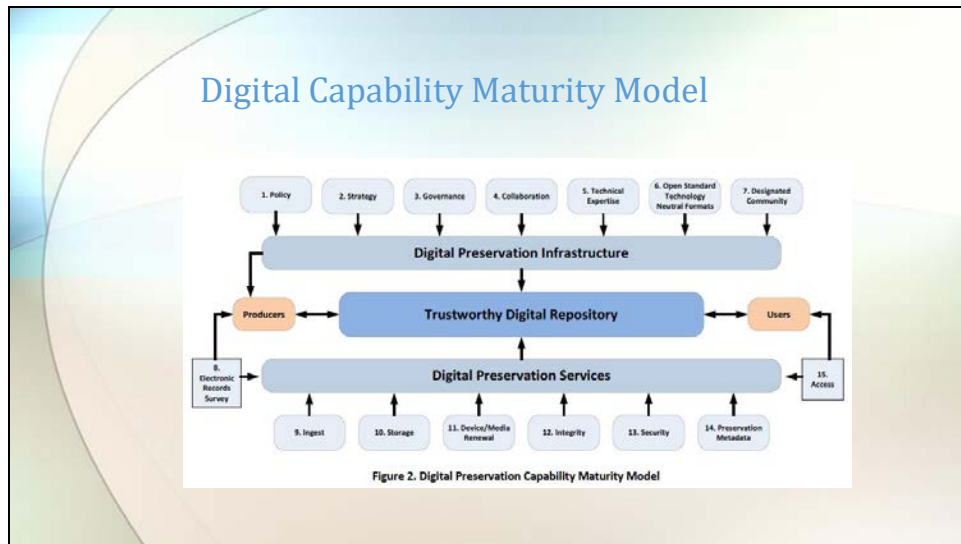 Digital Capability Maturity Model
1. Policy
2. Strategy
3. Governance
4. Collaboration
5. Technical
Expertise
6. Open Standard
Technology
Neutral Formats
7. Designated
Community
Digital Preservation Infrastructure
Producers
Trustworthy Digital Repository
Users
8.
Electronic
Records
Survey
Digital Preservation Services
15.
Access
9. Ingest
10. Storage
11. Device/Media
Renewal
12. Integrity
13. Security
14. Preservation
Metadata
Figure 2. Digital Preservation Capability Maturity Model